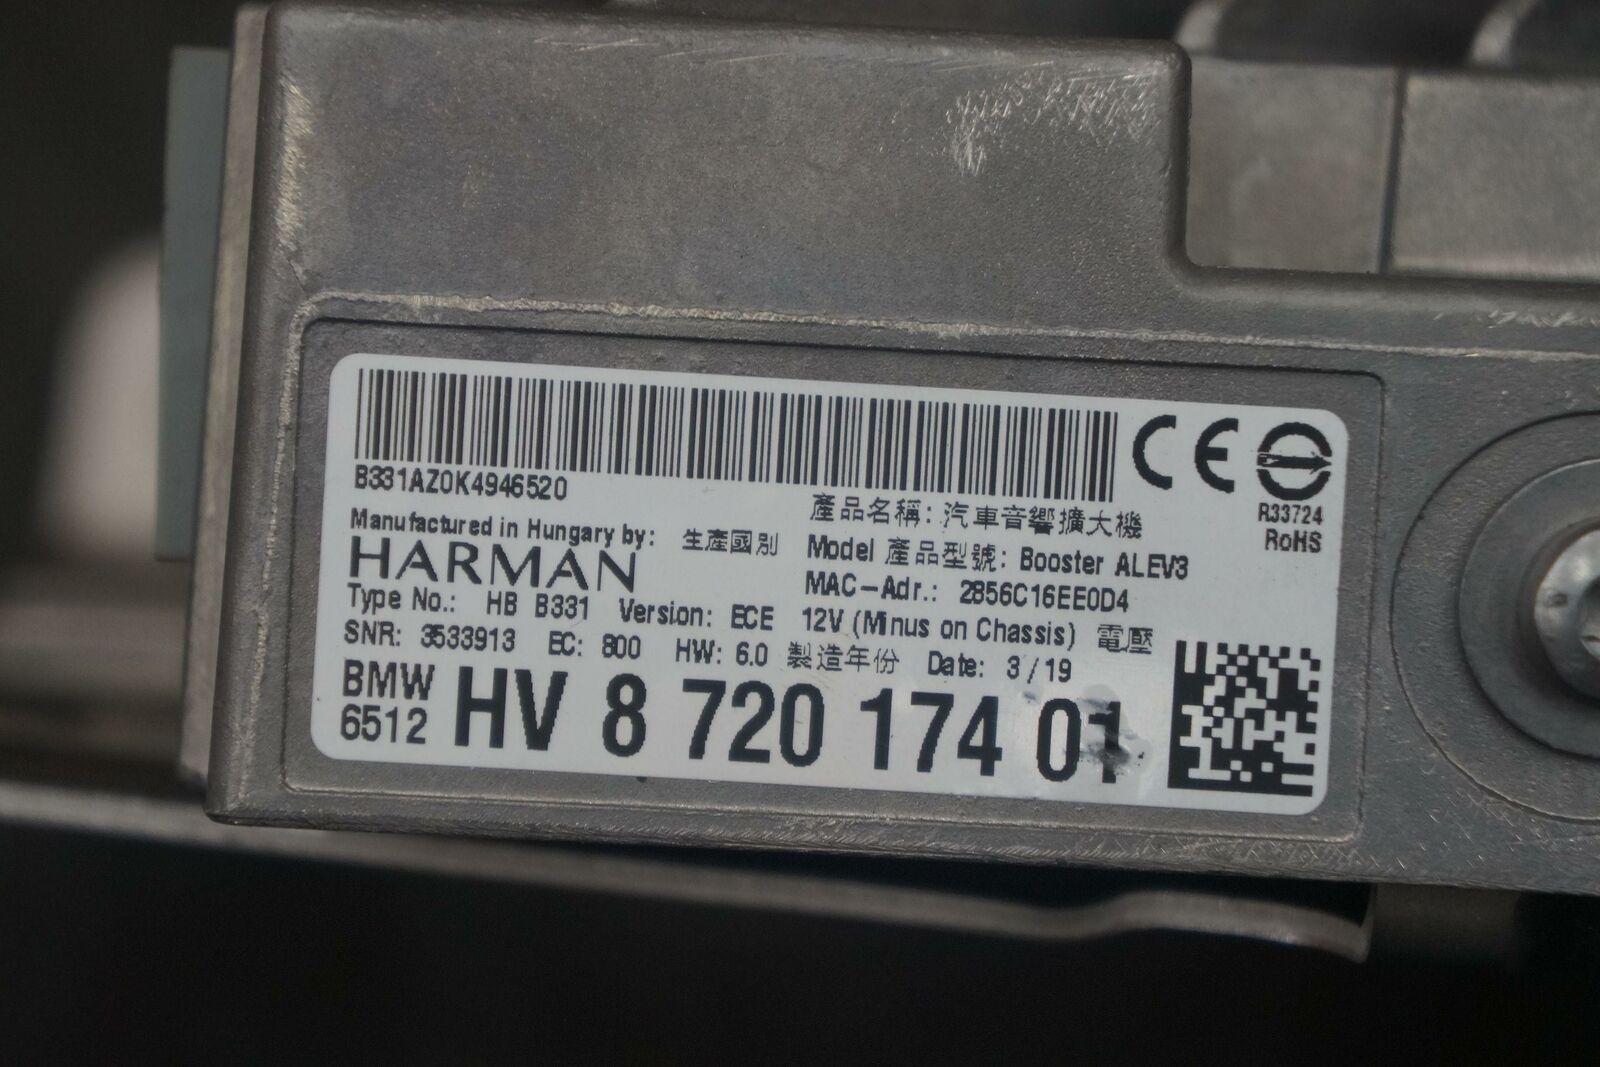 B331AZ0K4946520
Manufactured in Hungary by: 生產國別
HARMAN
產品名稱: 汽車音響擴大機
Model 產品型號: Booster ALEV3
MAC-Adr.: 2856C16EE0D4
Type No.: HB B331 Version: ECE 12V (Minus on Chassis) 電壓
SNR: 3533913 EC: 800 HW: 6.0 製造年份 Date: 3/19
BMW
6512
HV 8 720 174 01
CE
R33724
RoHS